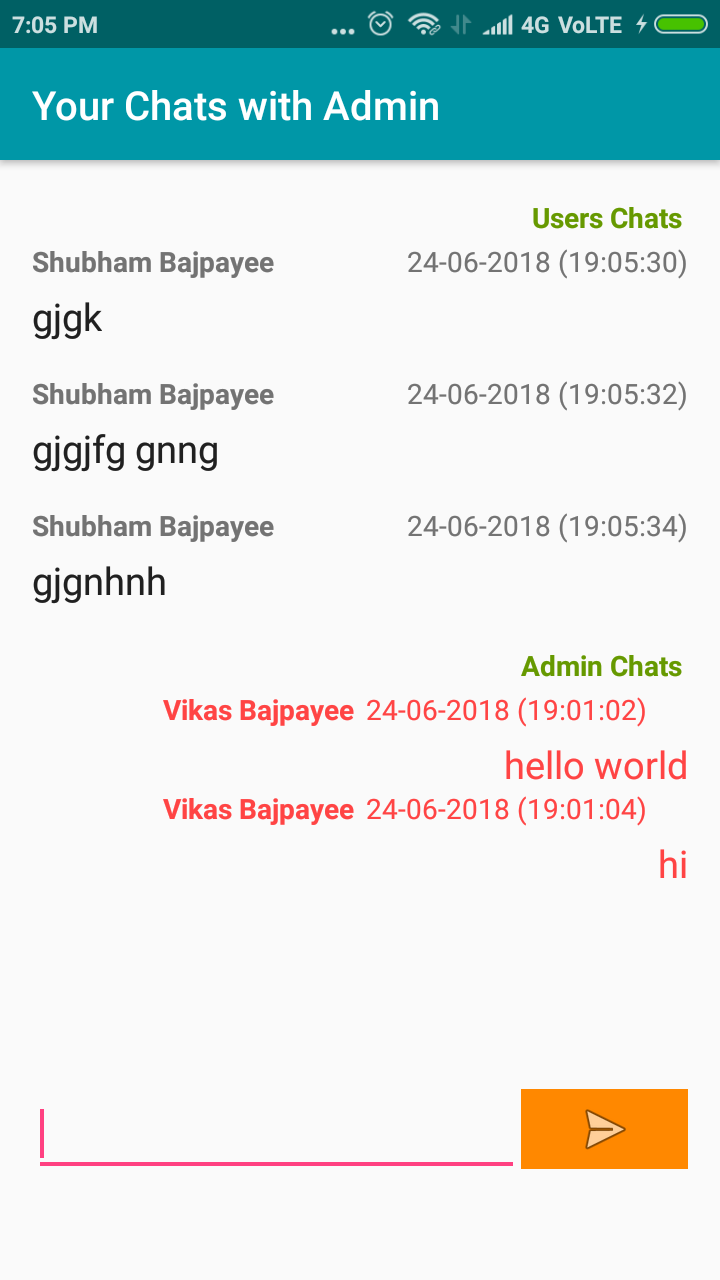 7:05 PM ... 4G VoLTE
Your Chats with Admin
Users Chats
Shubham Bajpayee 24-06-2018 (19:05:30)
gjgk
Shubham Bajpayee 24-06-2018 (19:05:32)
gjgjfg gnng
Shubham Bajpayee 24-06-2018 (19:05:34)
gjgnhnh
Admin Chats
Vikas Bajpayee 24-06-2018 (19:01:02)
hello world
Vikas Bajpayee 24-06-2018 (19:01:04)
hi